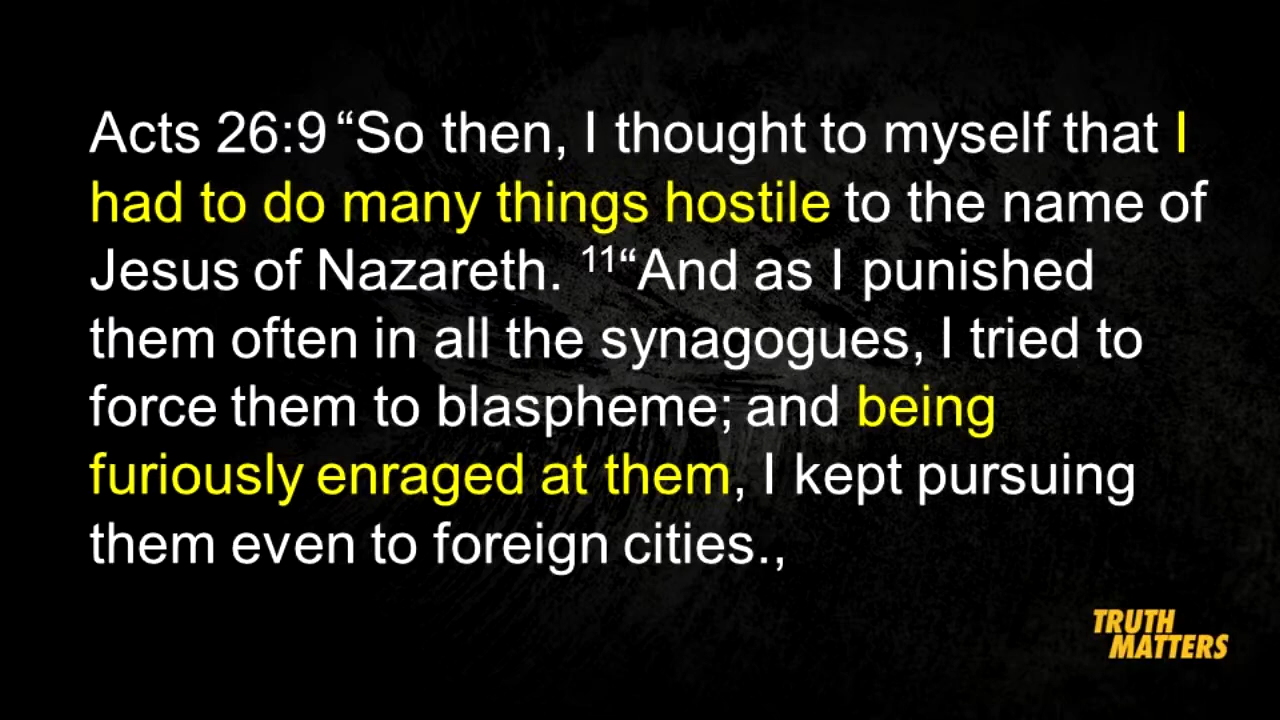 Acts 26:9 “So then, I thought to myself that I
had to do many things hostile to the name of
Jesus of Nazareth. ¹¹“And as I punished
them often in all the synagogues, I tried to
force them to blaspheme; and being
furiously enraged at them, I kept pursuing
them even to foreign cities.,
TRUTH
MATTERS